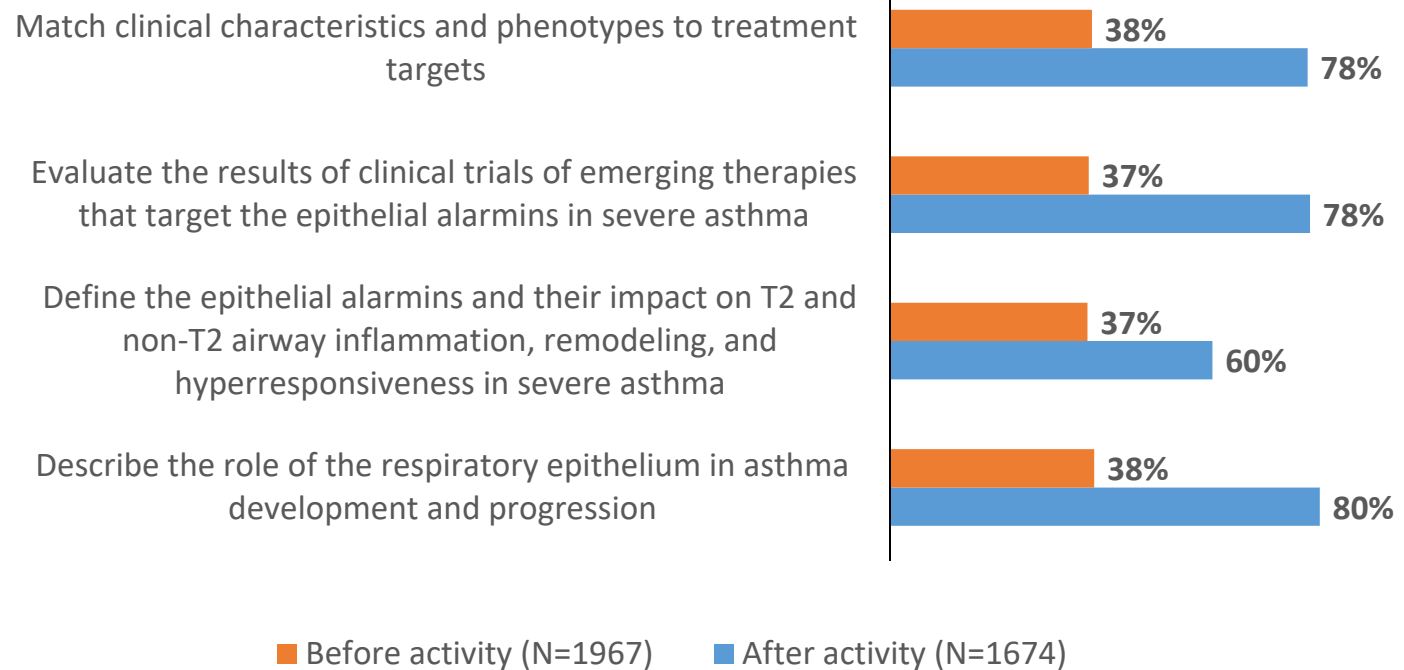 Match clinical characteristics and phenotypes to treatment
targets
38%
78%
Evaluate the results of clinical trials of emerging therapies
that target the epithelial alarmins in severe asthma
37%
78%
Define the epithelial alarmins and their impact on T2 and
non-T2 airway inflammation, remodeling, and
hyperresponsiveness in severe asthma
37%
60%
Describe the role of the respiratory epithelium in asthma
development and progression
38%
80%
Before activity (N=1967) After activity (N=1674)